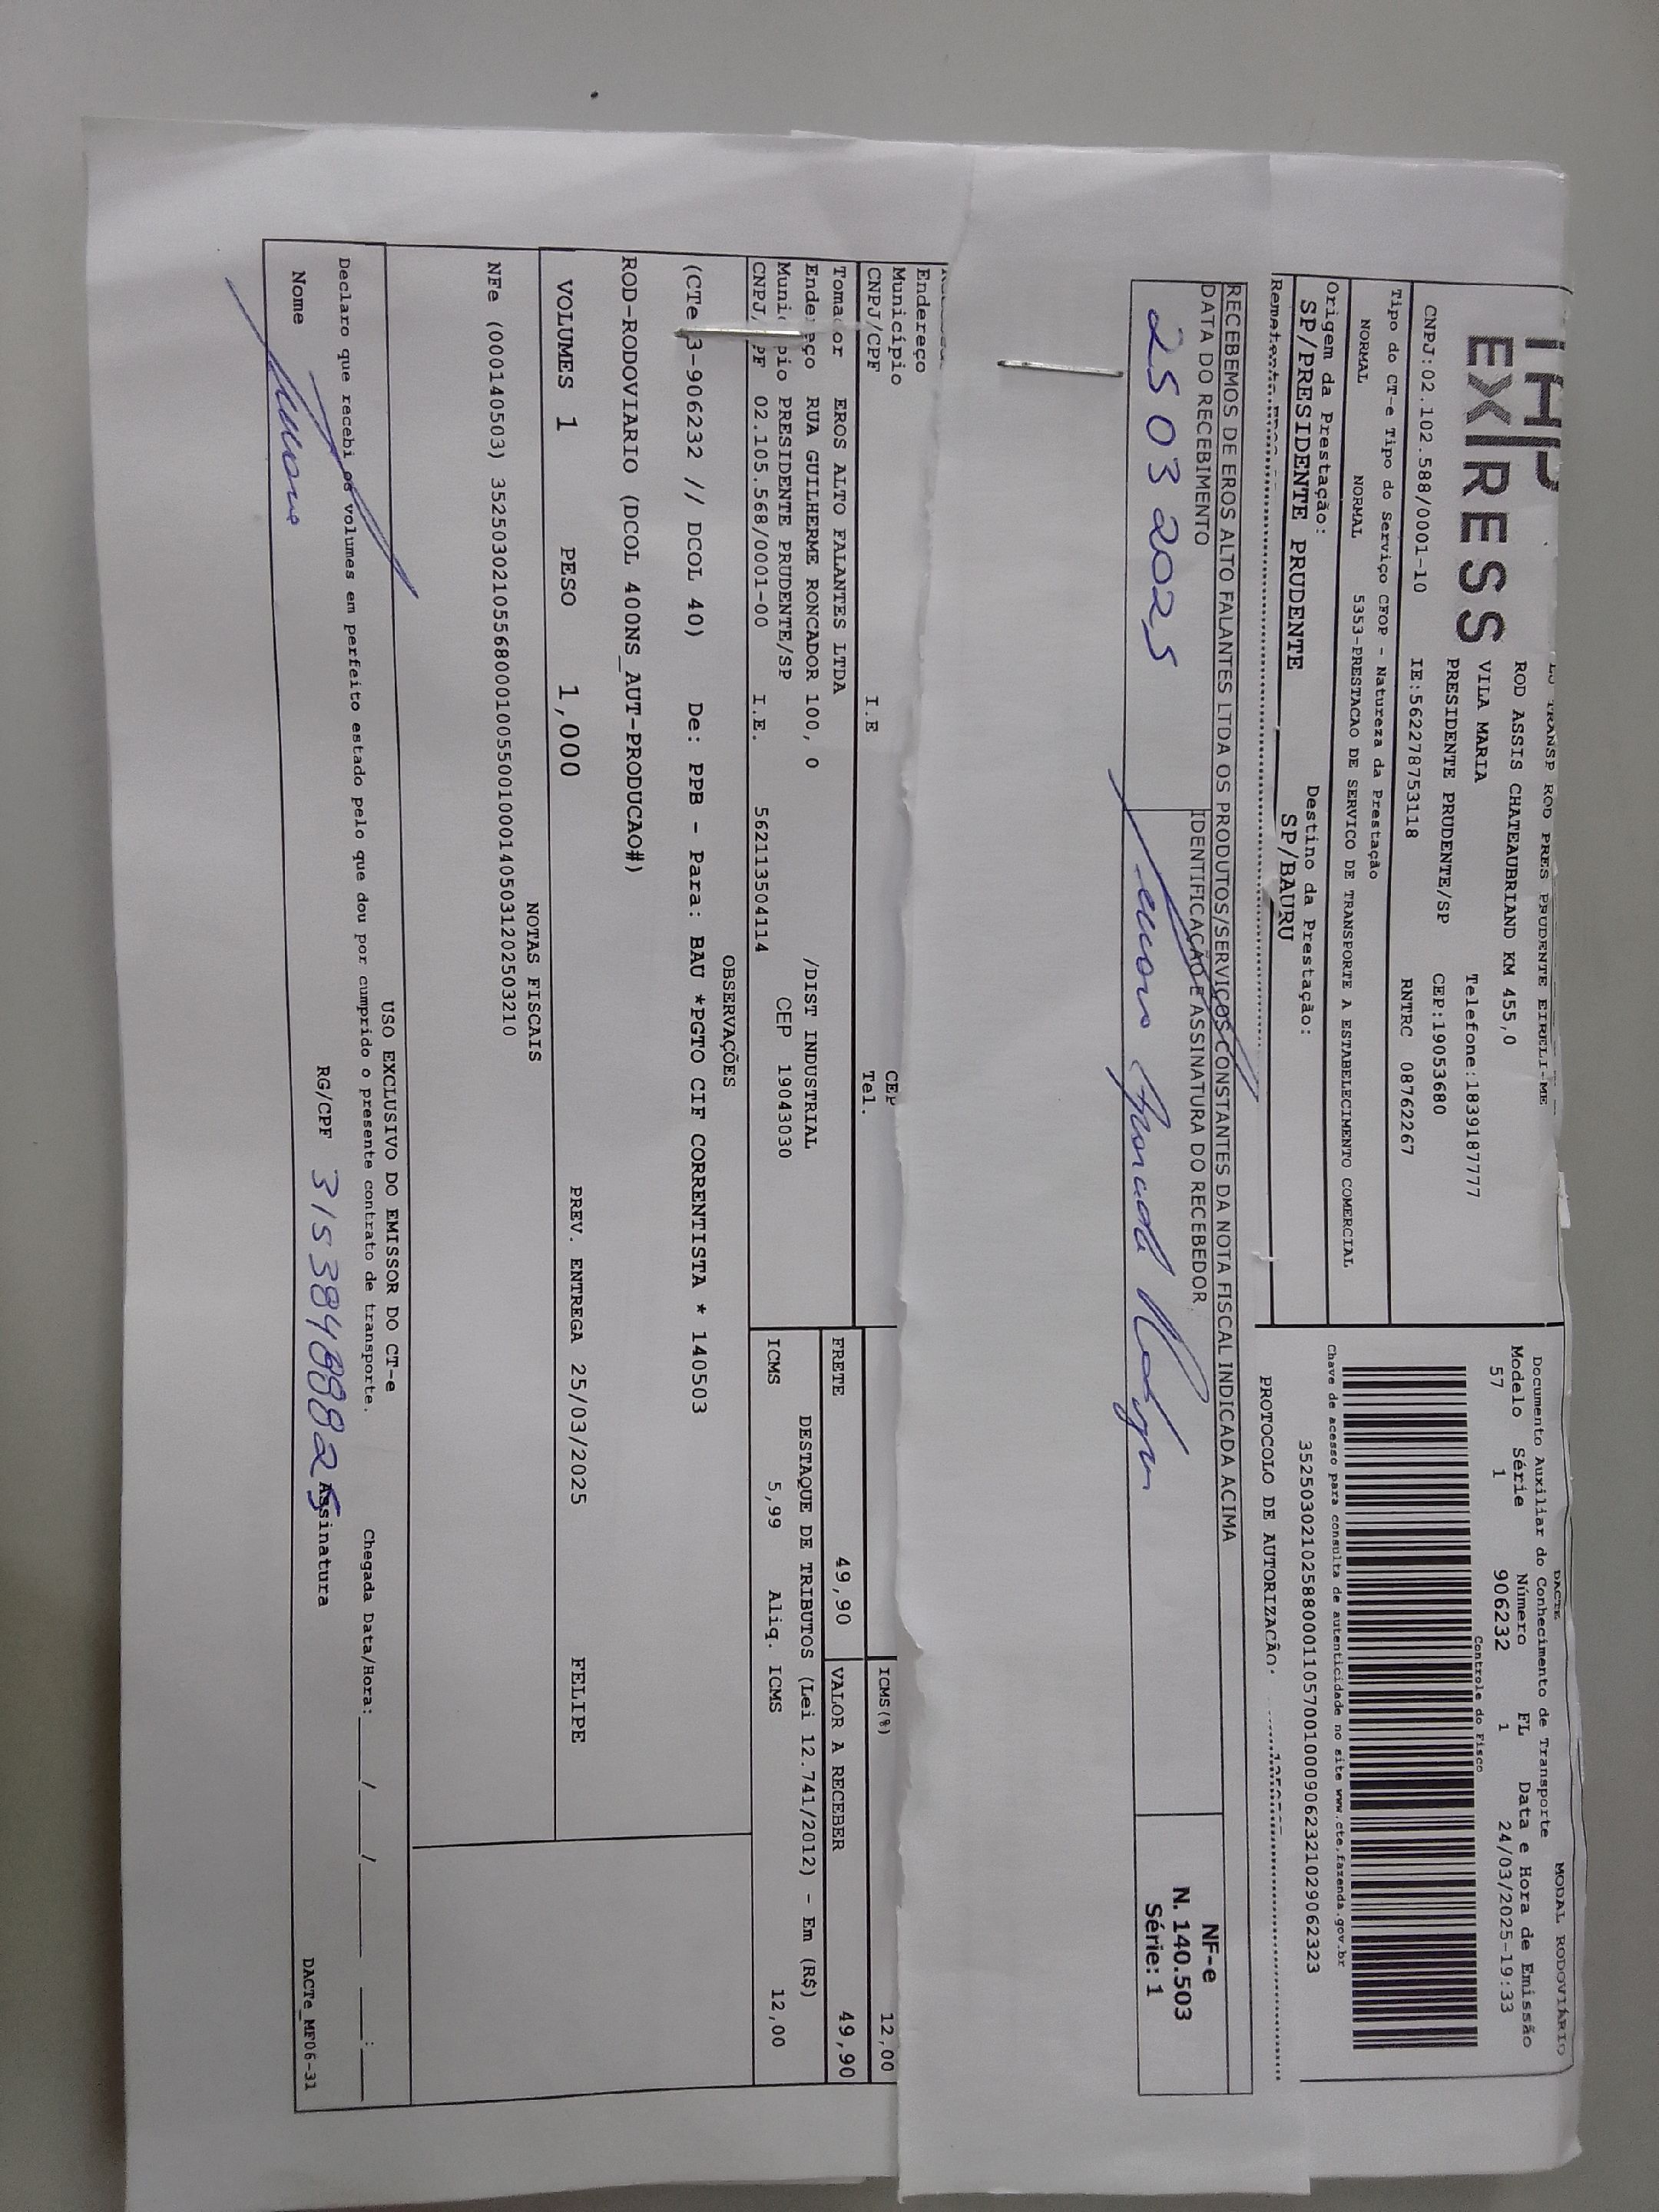 THP
EXPRESS
TRANSP ROD PRES PRUDENTE EIRELI-ME
ROD ASSIS CHATEAUBRIAND KM 455,0
VILA MARIA Telefone:1839187777
PRESIDENTE PRUDENTE/SP CEP:19053680
CNPJ:02.102.588/0001-10 IE:562278753118 RNTRC 08762267
Tipo do CT-e Tipo do Serviço CFOP - Natureza da Prestação
NORMAL NORMAL 5353-PRESTACAO DE SERVICO DE TRANSPORTE A ESTABELECIMENTO COMERCIAL
Origem da Prestação: Destino da Prestação:
SP/PRESIDENTE PRUDENTE SP/BAURU
Remetente
DACTE MODAL RODOVIÁRIO
Documento Auxiliar do Conhecimento de Transporte
Modelo Série Número FL Data e Hora de Emissão
57 1 906232 1 24/03/2025-19:33
Controle do Fisco
Chave de acesso para consulta de autenticidade no site www.cte.fazenda.gov.br
35250302102588000110570010009062321029062323
PROTOCOLO DE AUTORIZAÇÃO:
RECEBEMOS DE EROS ALTO FALANTES LTDA OS PRODUTOS/SERVIÇOS CONSTANTES DA NOTA FISCAL INDICADA ACIMA
DATA DO RECEBIMENTO IDENTIFICAÇÃO E ASSINATURA DO RECEBEDOR
25 03 2025
NF-e
N. 140.503
Série: 1
Endereço
Município CEP
CNPJ/CPF I.E Tel.
ICMS(%) 12,00
Tomador EROS ALTO FALANTES LTDA
Endereço RUA GUILHERME RONCADOR 100, 0 /DIST INDUSTRIAL
Município PRESIDENTE PRUDENTE/SP CEP 19043030
CNPJ/CPF 02.105.568/0001-00 I.E. 562113504114
FRETE 49,90 VALOR A RECEBER 49,90
DESTAQUE DE TRIBUTOS (Lei 12.741/2012) - Em (R$)
ICMS 5,99 Aliq. ICMS 12,00
OBSERVAÇÕES
(CTe 3-906232 // DCOL 40) De: PPB - Para: BAU *PGTO CIF CORRENTISTA * 140503
ROD-RODOVIARIO (DCOL 400NS_AUT-PRODUCAO#)
VOLUMES 1 PESO 1,000 PREV. ENTREGA 25/03/2025 FELIPE
NOTAS FISCAIS
NFe (000140503) 35250302105568000100550010001405031202503210
USO EXCLUSIVO DO EMISSOR DO CT-e
Declaro que recebi os volumes em perfeito estado pelo que dou por cumprido o presente contrato de transporte. Chegada Data/Hora:____/____/______ ____:____
Nome RG/CPF Assinatura
DACTe_MF06-31